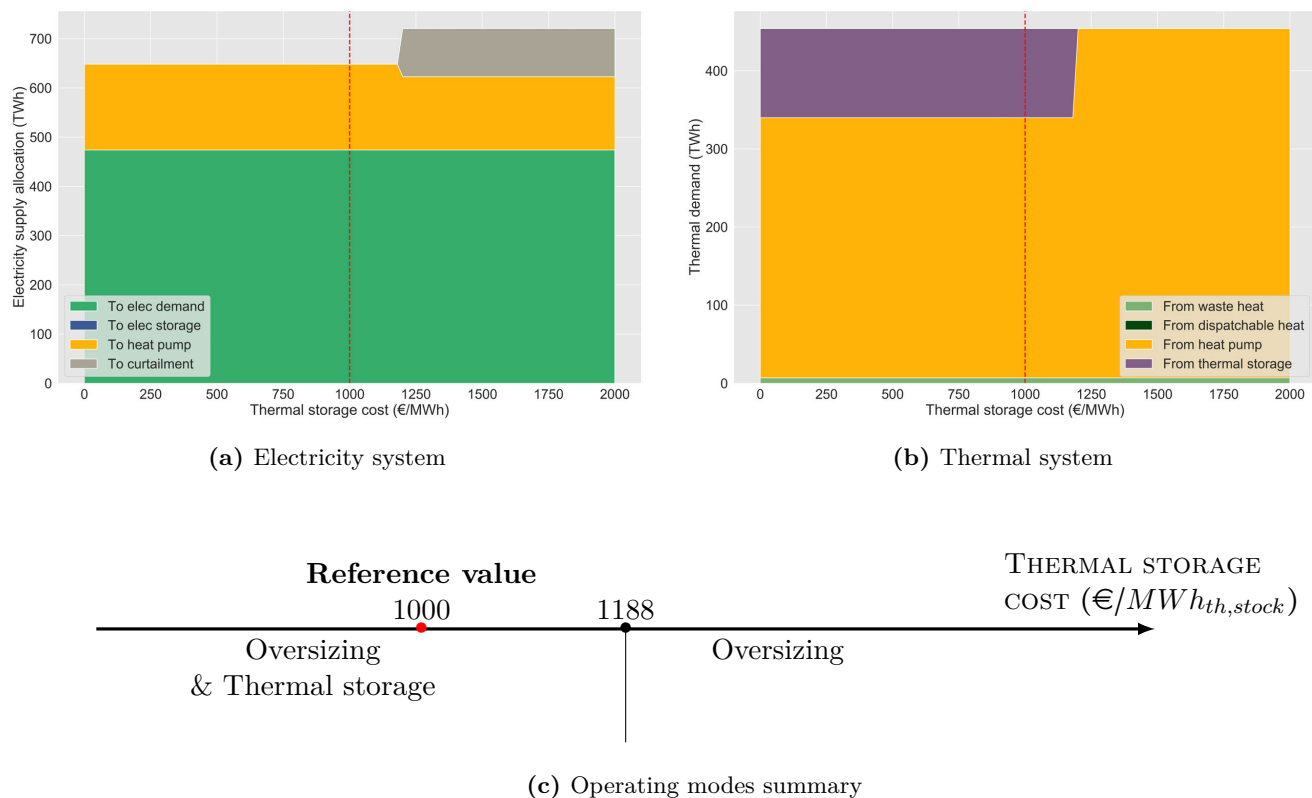 700
600
500
400
300
200
100
0
Electricity supply allocation (TWh)
To elec demand
To elec storage
To heat pump
To curtailment
0 250 500 750 1000 1250 1500 1750 2000
Thermal storage cost (€/MWh)
(a) Electricity system
400
300
200
100
0
Thermal demand (TWh)
From waste heat
From dispatchable heat
From heat pump
From thermal storage
0 250 500 750 1000 1250 1500 1750 2000
Thermal storage cost (€/MWh)
(b) Thermal system
Reference value
1000
1188
THERMAL STORAGE
COST (€/MWh_{th,stock})
Oversizing
& Thermal storage
Oversizing
(c) Operating modes summary